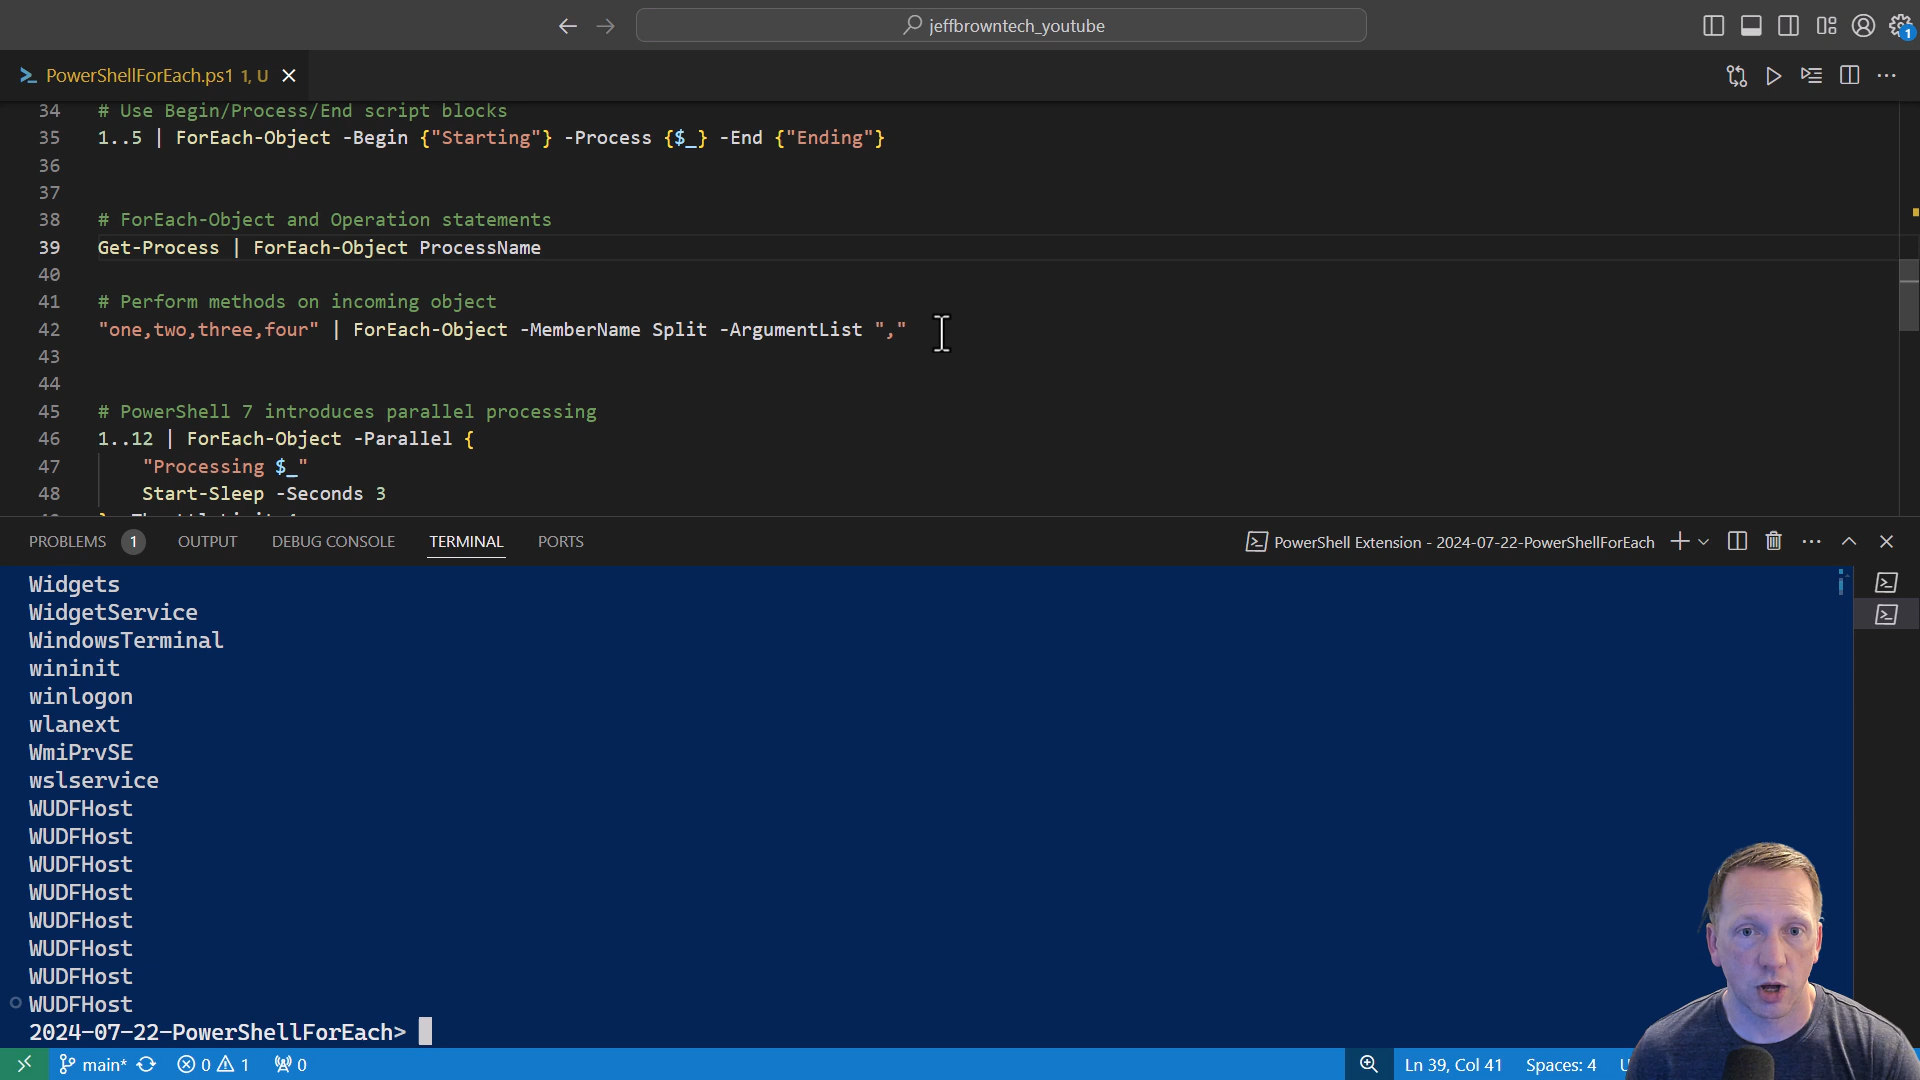 jeffbrowntech_youtube
1
PowerShellForEach.ps1 1, U
34 # Use Begin/Process/End script blocks
35 1..5 | ForEach-Object -Begin {"Starting"} -Process {$_} -End {"Ending"}
36
37
38 # ForEach-Object and Operation statements
39 Get-Process | ForEach-Object ProcessName
40
41 # Perform methods on incoming object
42 "one,two,three,four" | ForEach-Object -MemberName Split -ArgumentList ","
43
44
45 # PowerShell 7 introduces parallel processing
46 1..12 | ForEach-Object -Parallel {
47 "Processing $_"
48 Start-Sleep -Seconds 3
PROBLEMS 1 OUTPUT DEBUG CONSOLE TERMINAL PORTS PowerShell Extension - 2024-07-22-PowerShellForEach
Widgets
WidgetService
WindowsTerminal
wininit
winlogon
wlanext
WmiPrvSE
wslservice
WUDFHost
WUDFHost
WUDFHost
WUDFHost
WUDFHost
WUDFHost
WUDFHost
WUDFHost
2024-07-22-PowerShellForEach>
main* 0 1 0 Ln 39, Col 41 Spaces: 4